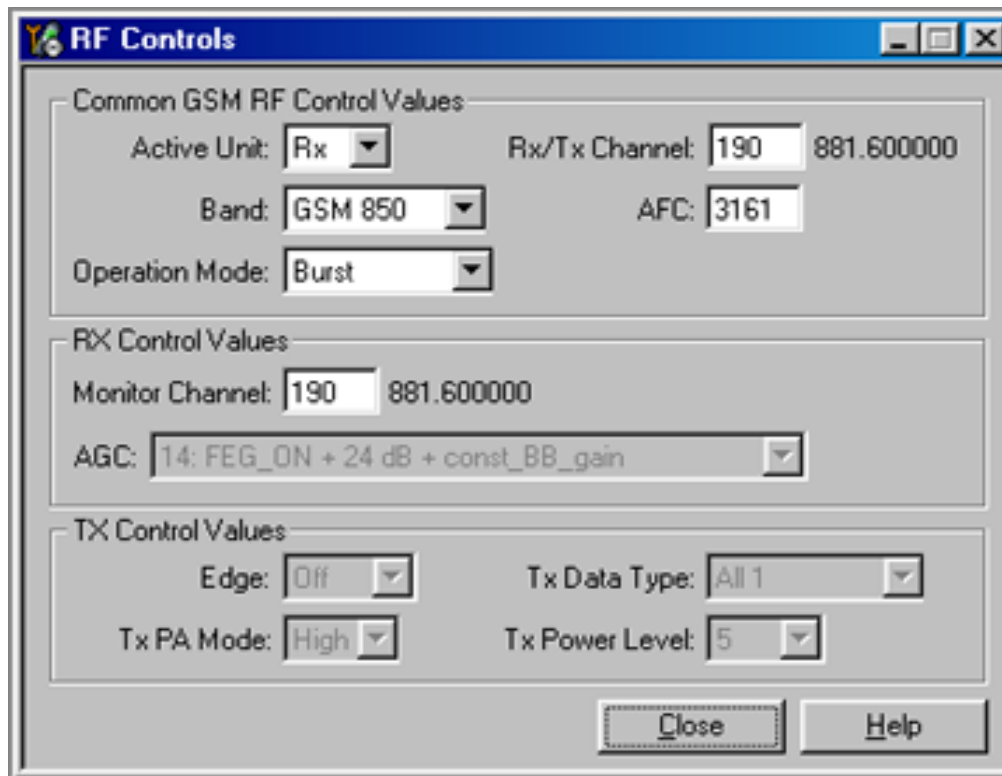 RF Controls
Common GSM RF Control Values
Active Unit: Rx Rx/Tx Channel: 190 881.600000
Band: GSM 850 AFC: 3161
Operation Mode: Burst
RX Control Values
Monitor Channel: 190 881.600000
AGC: 14: FEG_ON + 24 dB + const_BB_gain
TX Control Values
Edge: Off Tx Data Type: All 1
Tx PA Mode: High Tx Power Level: 5
Close Help